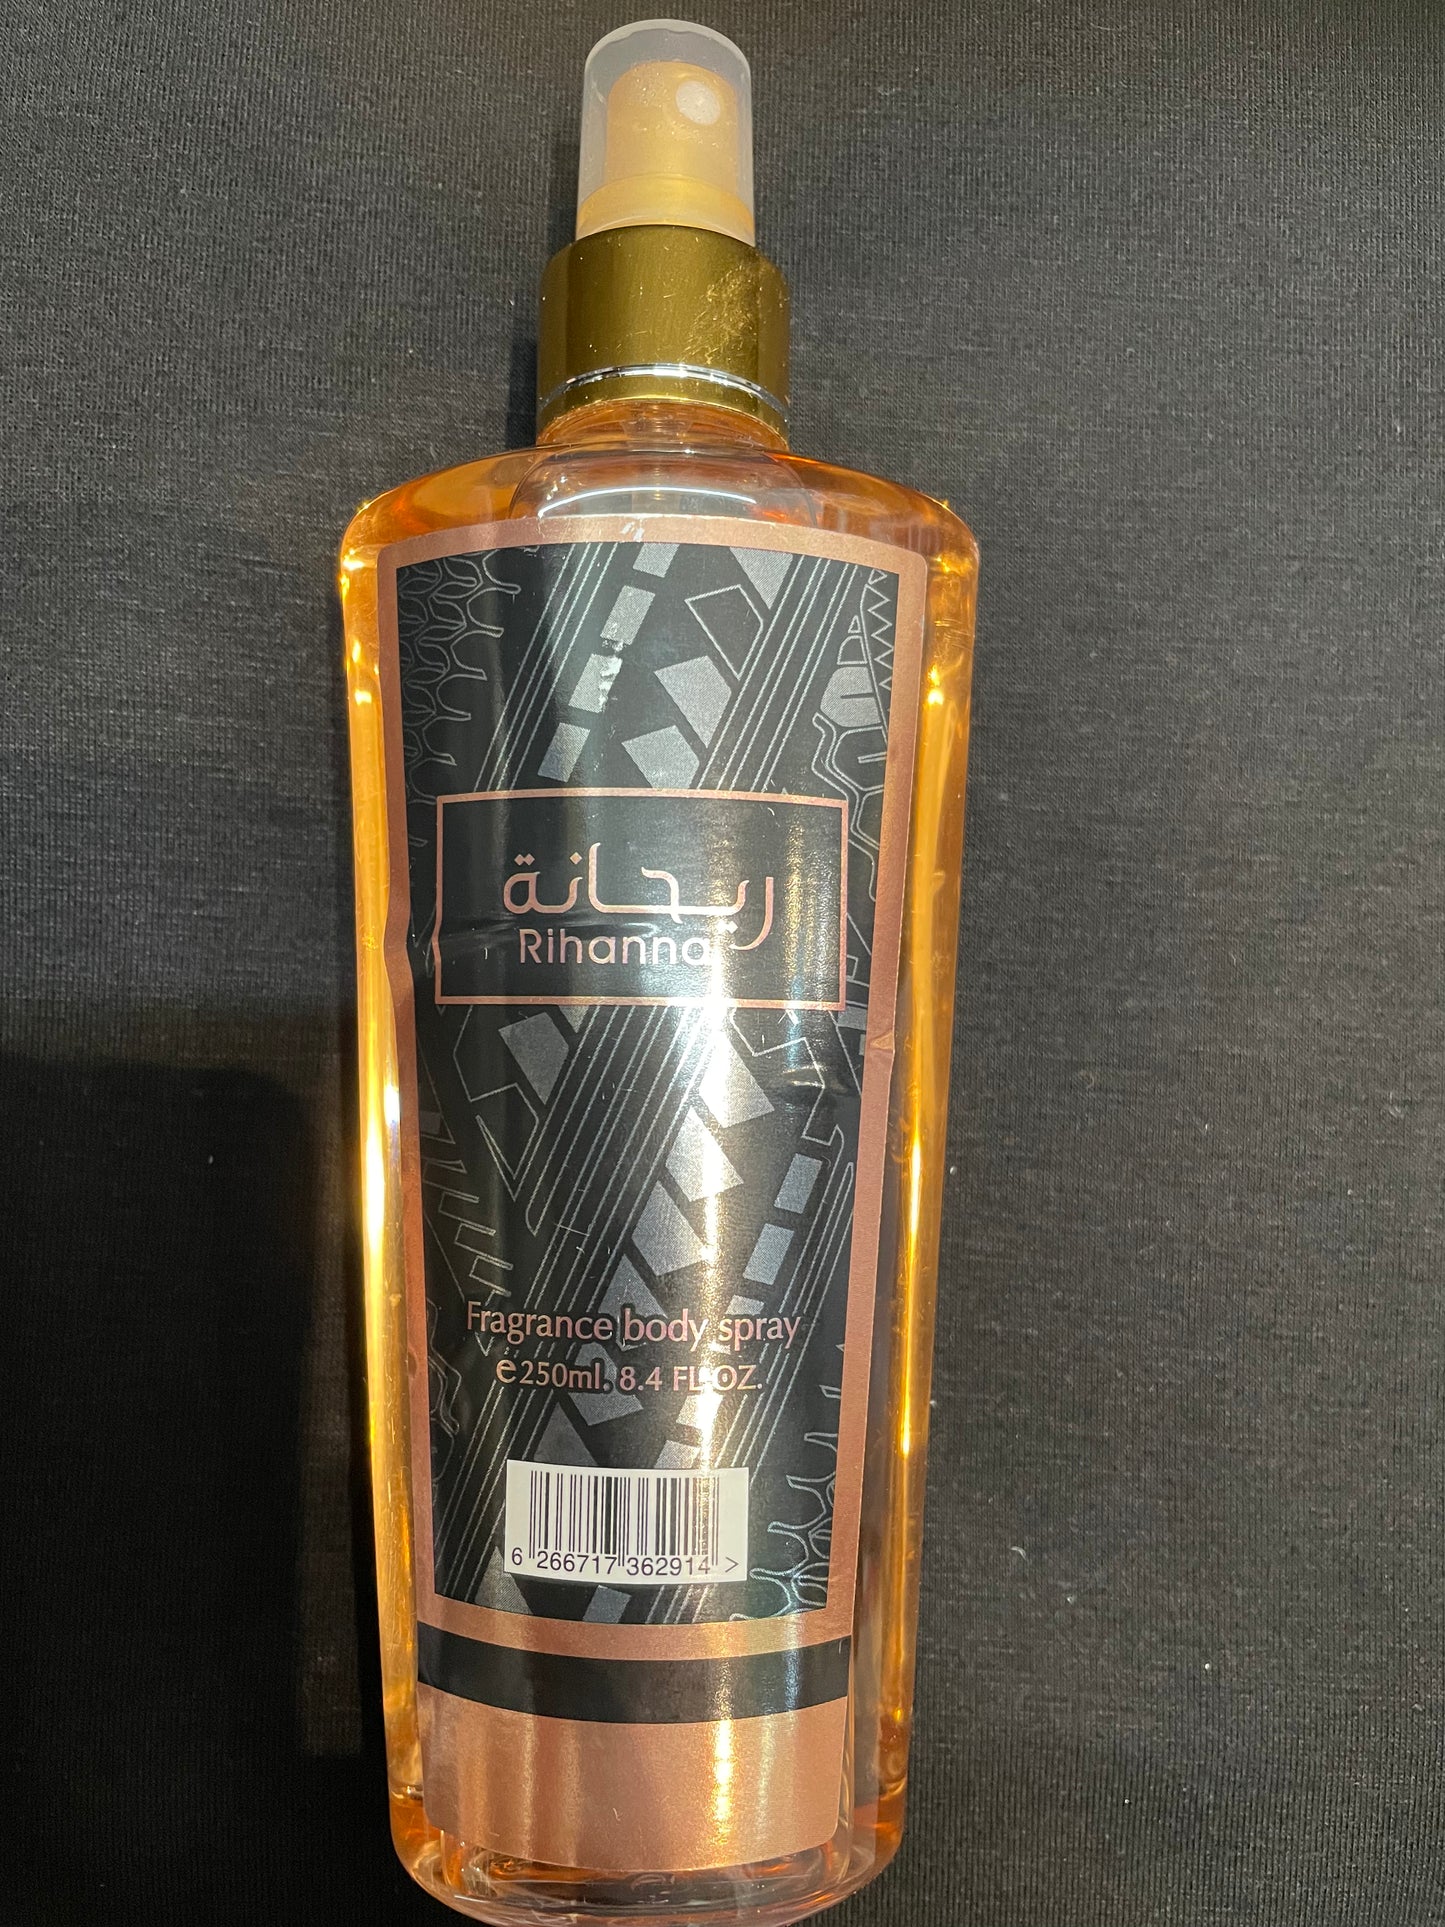 ريحانة
Rihanna
Fragrance body spray
℮250ml. 8.4 FL OZ.
6 266717 362914 >